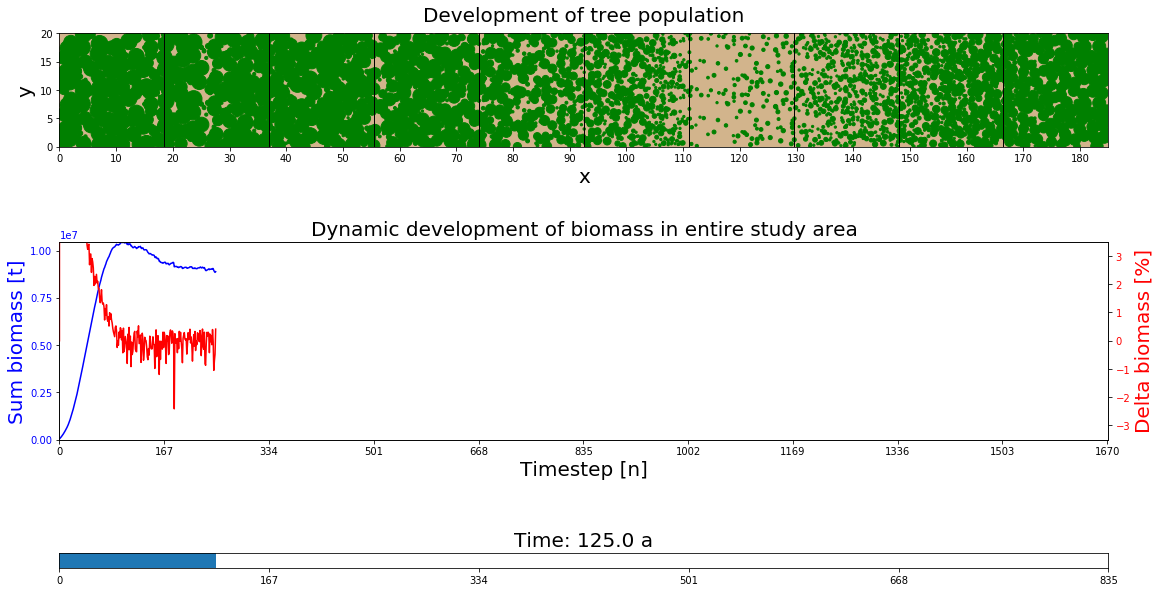 Development of tree population
y
20
15
10
5
0
0 10 20 30 40 50 60 70 80 90 100 110 120 130 140 150 160 170 180
x
Dynamic development of biomass in entire study area
1e7
Sum biomass [t]
1.00
0.75
0.50
0.25
0.00
3
2
1
0
−1
−2
−3
Delta biomass [%]
0 167 334 501 668 835 1002 1169 1336 1503 1670
Timestep [n]
Time: 125.0 a
0 167 334 501 668 835